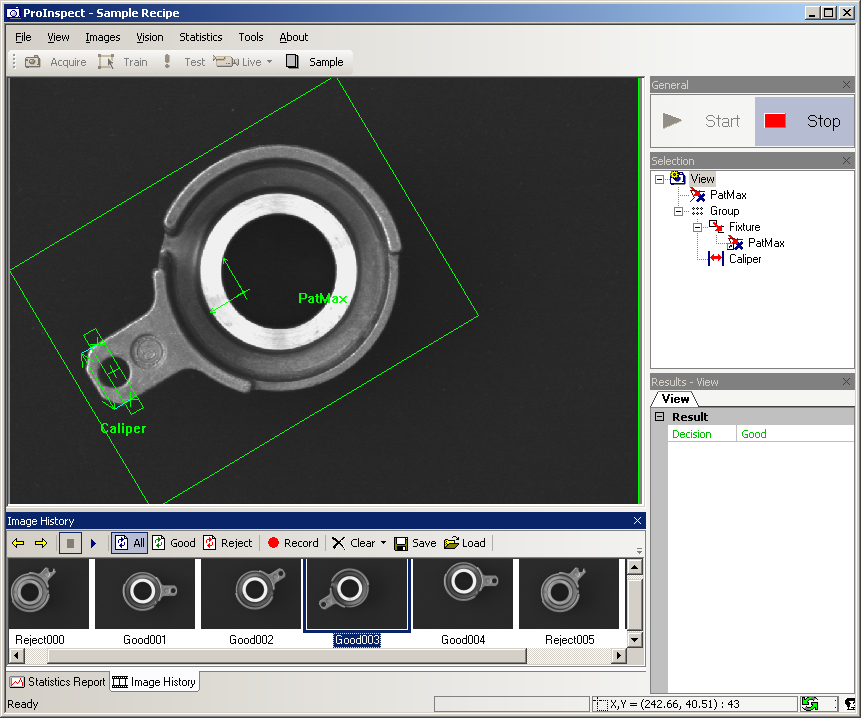 ProInspect - Sample Recipe
File View Images Vision Statistics Tools About
Acquire Train Test Live Sample
General
Start Stop
Selection
View
PatMax
Group
Fixture
PatMax
Caliper
PatMax
Caliper
Results - View
View
Result
Decision Good
Image History
All Good Reject Record Clear Save Load
Reject000 Good001 Good002 Good003 Good004 Reject005
Statistics Report Image History
Ready X,Y = (242.66, 40.51) : 43